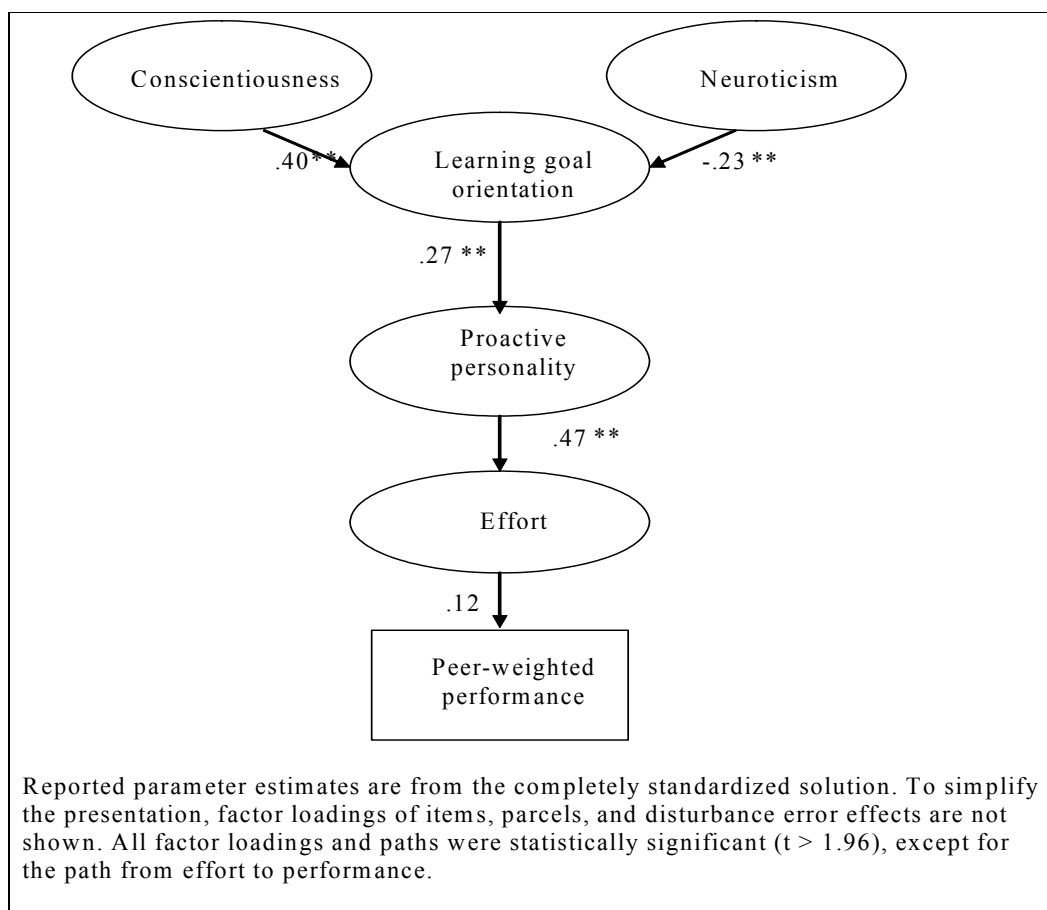 Conscientiousness
Neuroticism
.40**
Learning goal
orientation
-.23 **
.27 **
Proactive
personality
.47 **
Effort
.12
Peer-weighted
performance
Reported parameter estimates are from the completely standardized solution. To simplify
the presentation, factor loadings of items, parcels, and disturbance error effects are not
shown. All factor loadings and paths were statistically significant (t > 1.96), except for
the path from effort to performance.